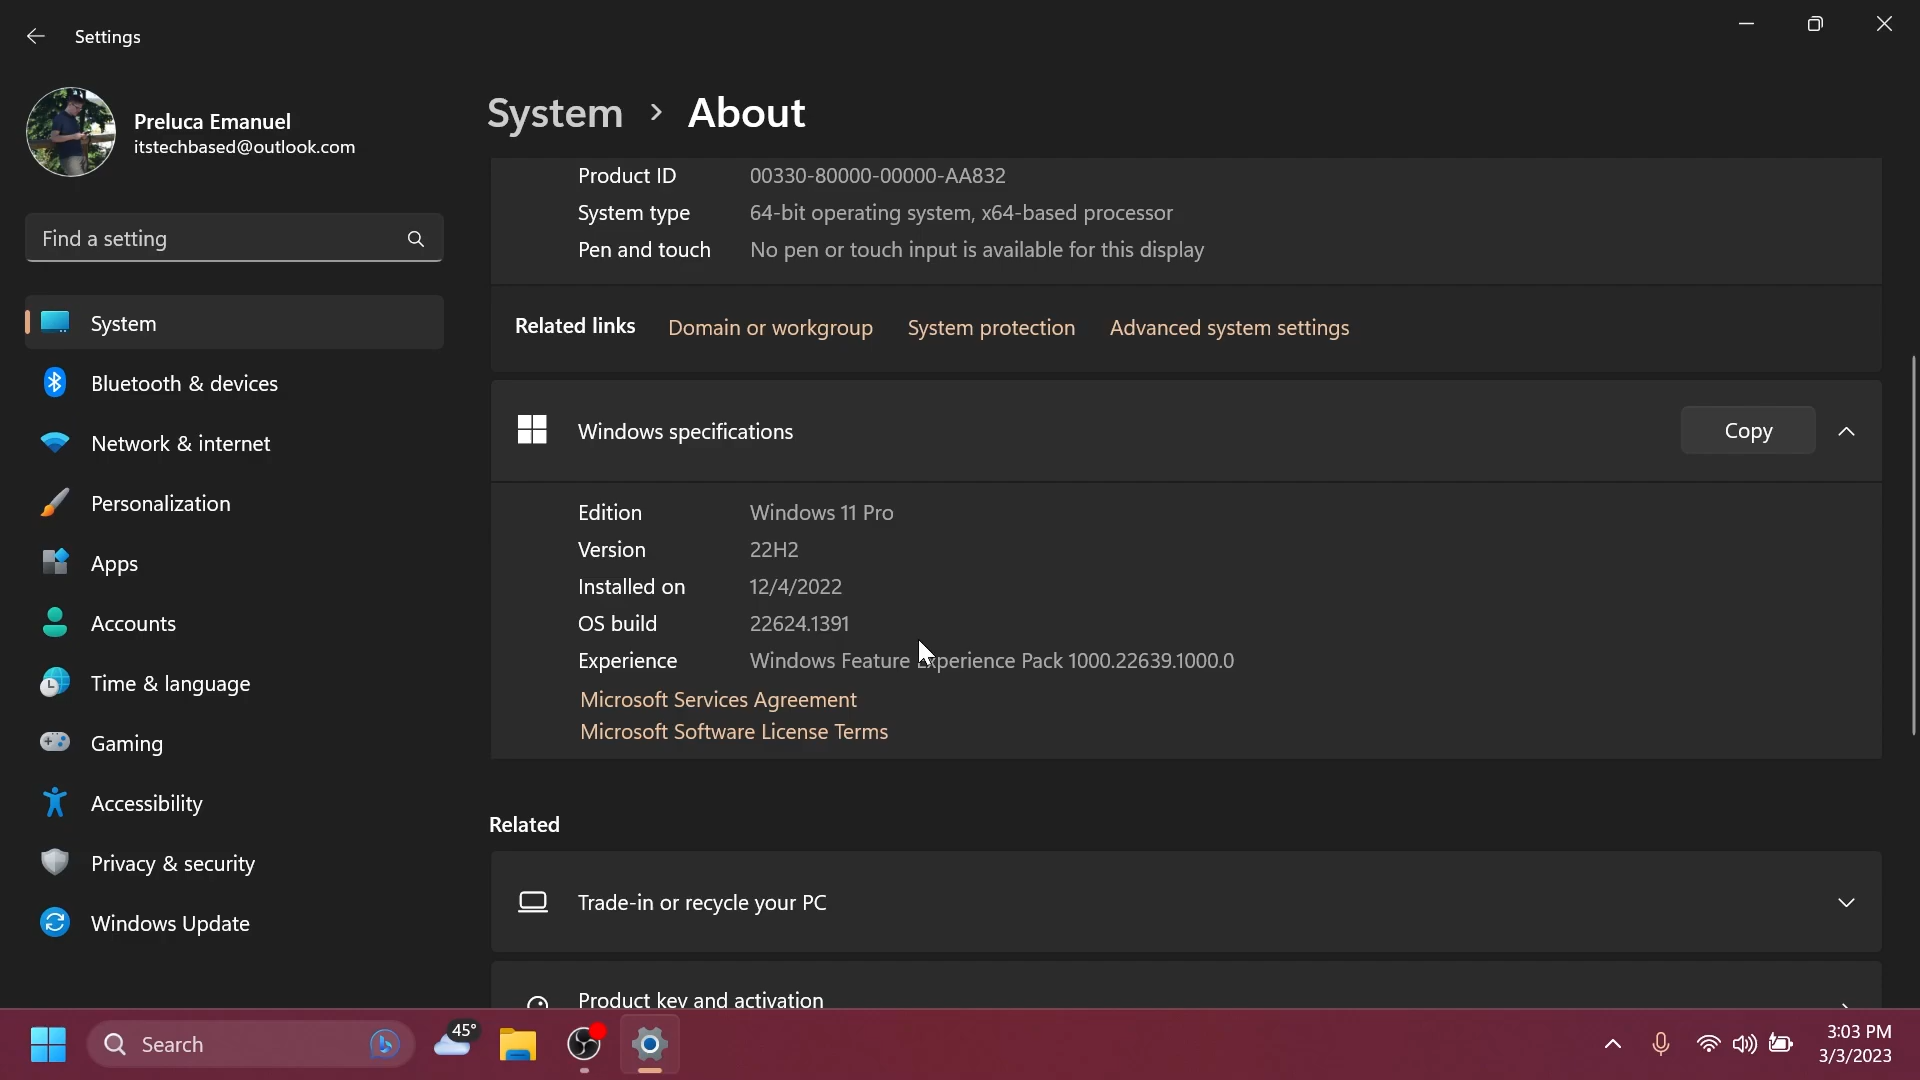 Settings
Preluca Emanuel
itstechbased@outlook.com
Find a setting
System
Bluetooth & devices
Network & internet
Personalization
Apps
Accounts
Time & language
Gaming
Accessibility
Privacy & security
Windows Update
System > About
Product ID 00330-80000-00000-AA832
System type 64-bit operating system, x64-based processor
Pen and touch No pen or touch input is available for this display
Related links Domain or workgroup System protection Advanced system settings
Windows specifications Copy
Edition Windows 11 Pro
Version 22H2
Installed on 12/4/2022
OS build 22624.1391
Experience Windows Feature Experience Pack 1000.22639.1000.0
Microsoft Services Agreement
Microsoft Software License Terms
Related
Trade-in or recycle your PC
Product key and activation
Search 45° 3:03 PM
3/3/2023